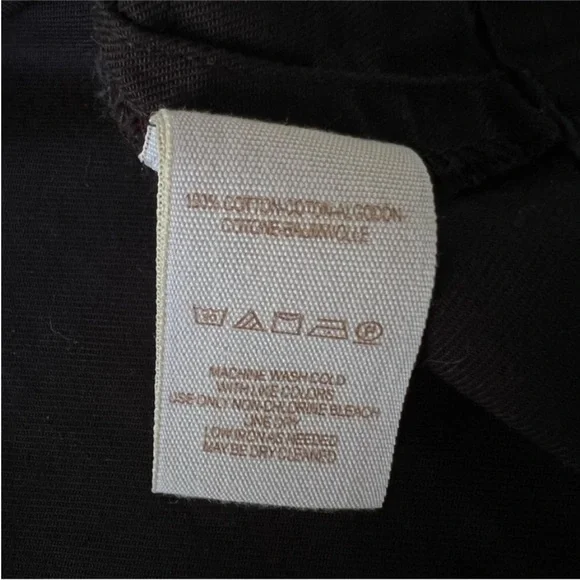 100% COTTON-COTON-ALGODON
COTONE-BAUMWOLLE
P
MACHINE WASH COLD
WITH LIKE COLORS
USE ONLY NON-CHLORINE BLEACH
LINE DRY
LOW IRON AS NEEDED
MAY BE DRY CLEANED